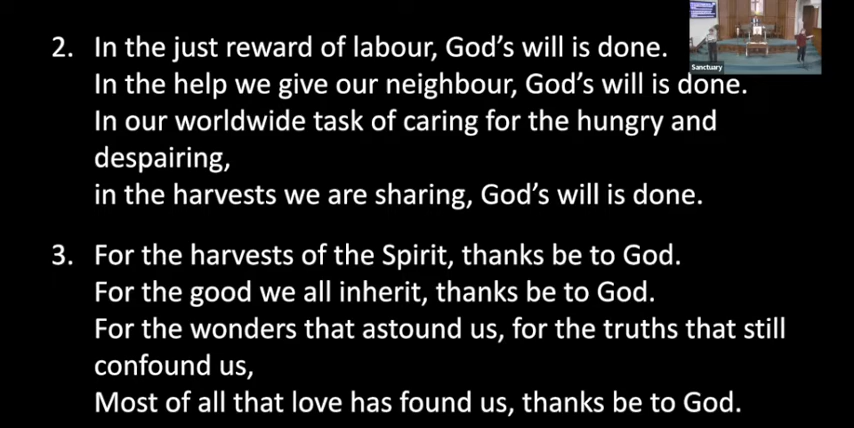 2. In the just reward of labour, God's will is done.
In the help we give our neighbour, God's will is done.
In our worldwide task of caring for the hungry and
despairing,
in the harvests we are sharing, God's will is done.
3. For the harvests of the Spirit, thanks be to God.
For the good we all inherit, thanks be to God.
For the wonders that astound us, for the truths that still
confound us,
Most of all that love has found us, thanks be to God.
Sanctuary